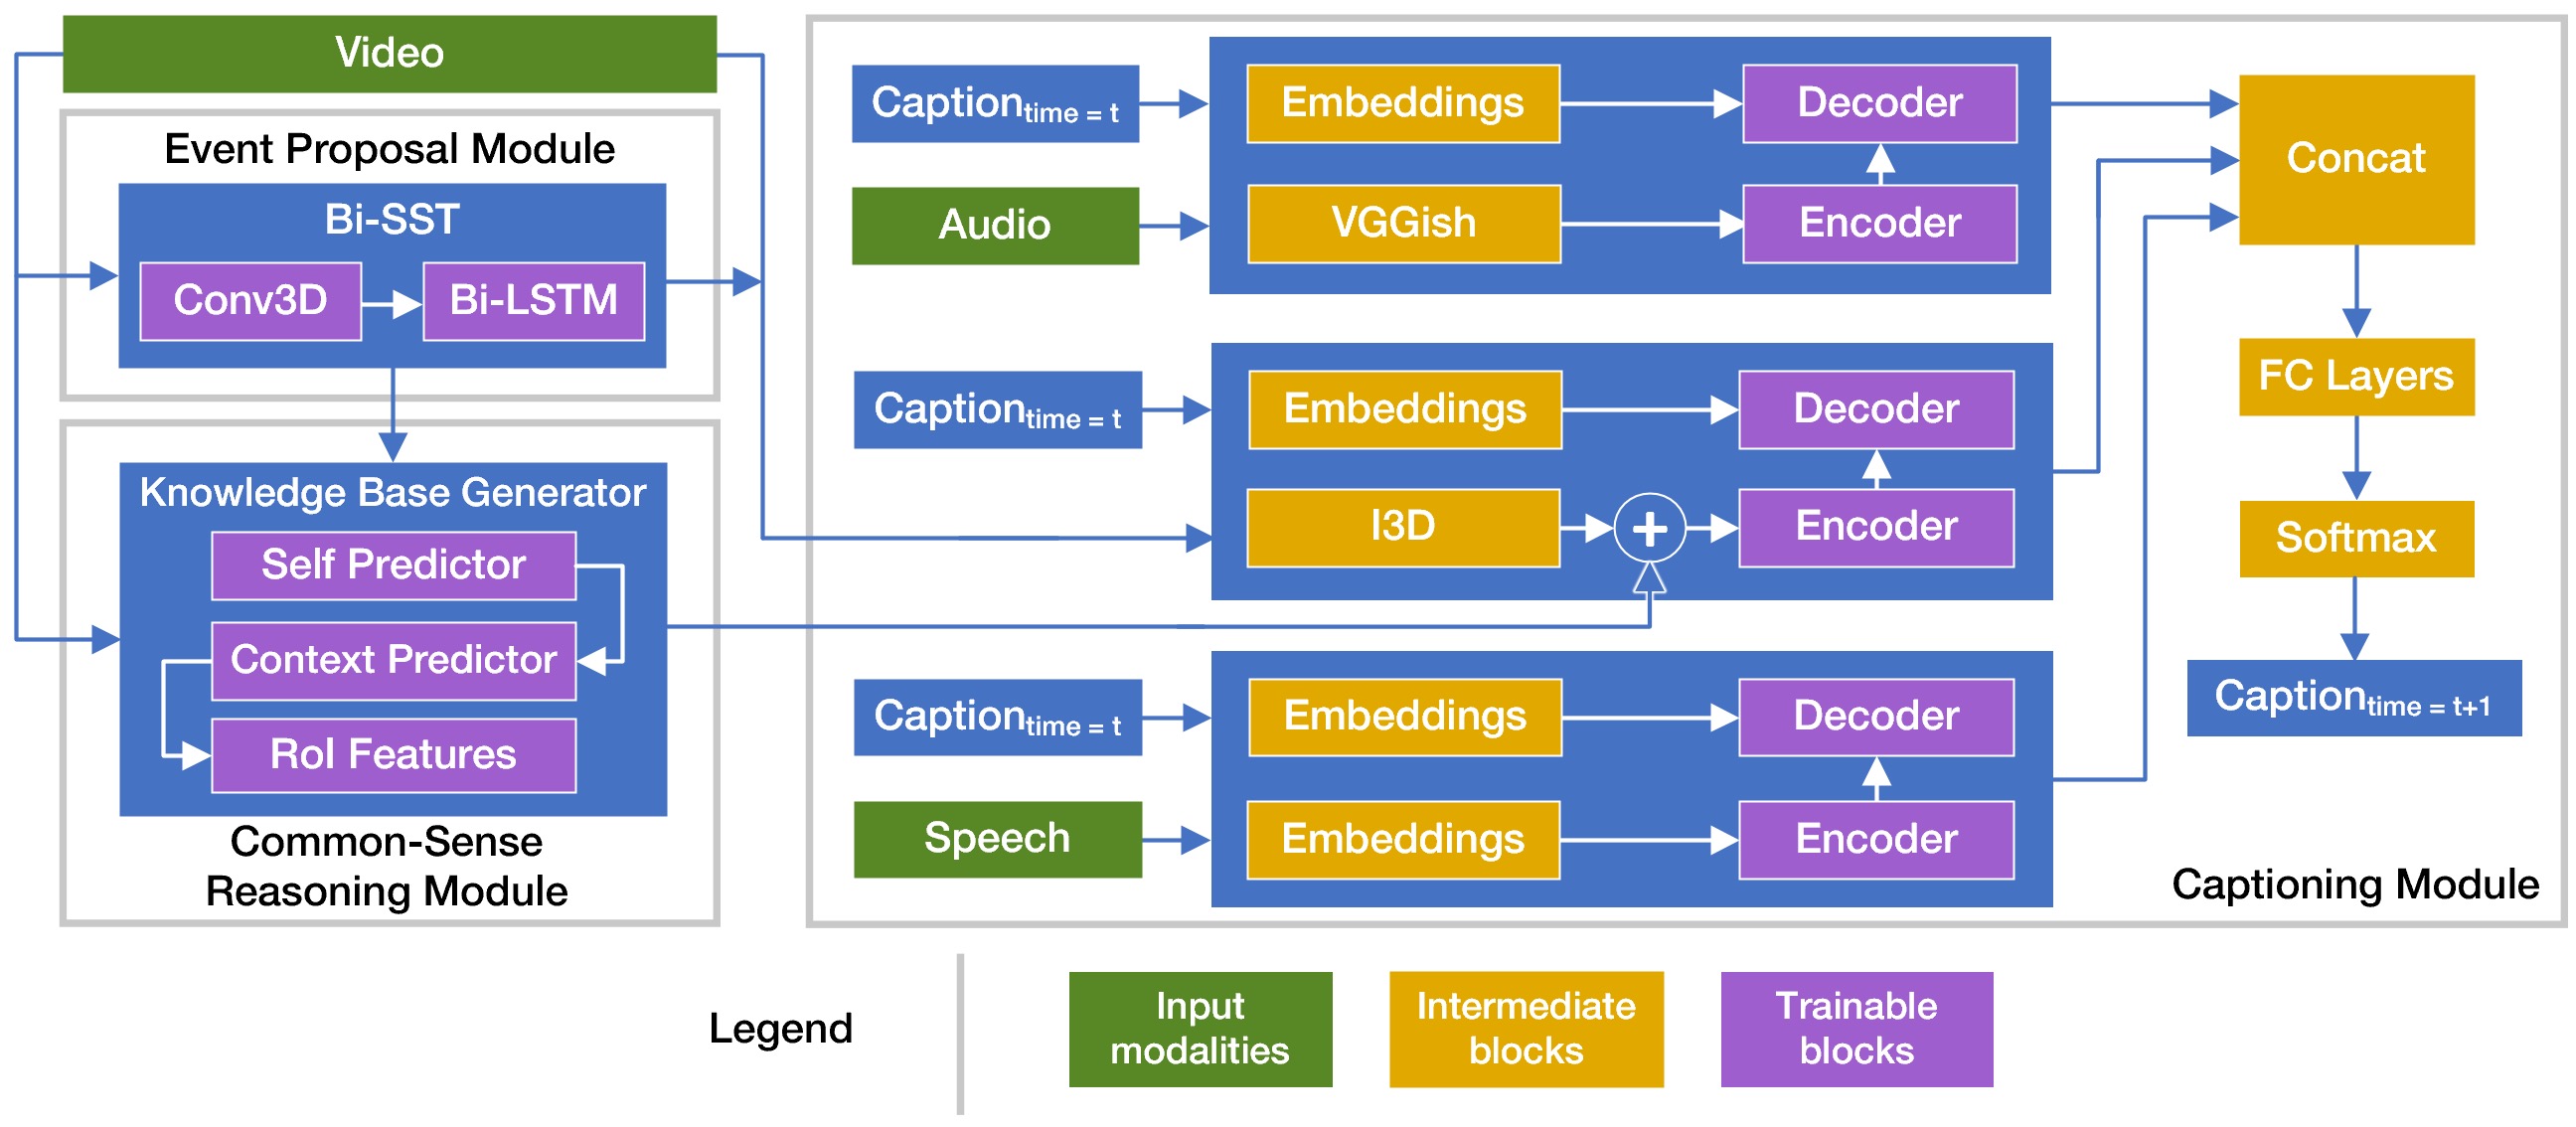 Video
Event Proposal Module
Bi-SST
Conv3D
Bi-LSTM
Knowledge Base Generator
Self Predictor
Context Predictor
RoI Features
Common-Sense
Reasoning Module
Caption time = t
Embeddings
Decoder
Audio
VGGish
Encoder
Caption time = t
Embeddings
Decoder
I3D
+
Encoder
Caption time = t
Embeddings
Decoder
Speech
Embeddings
Encoder
Concat
FC Layers
Softmax
Caption time = t+1
Captioning Module
Legend
Input
modalities
Intermediate
blocks
Trainable
blocks